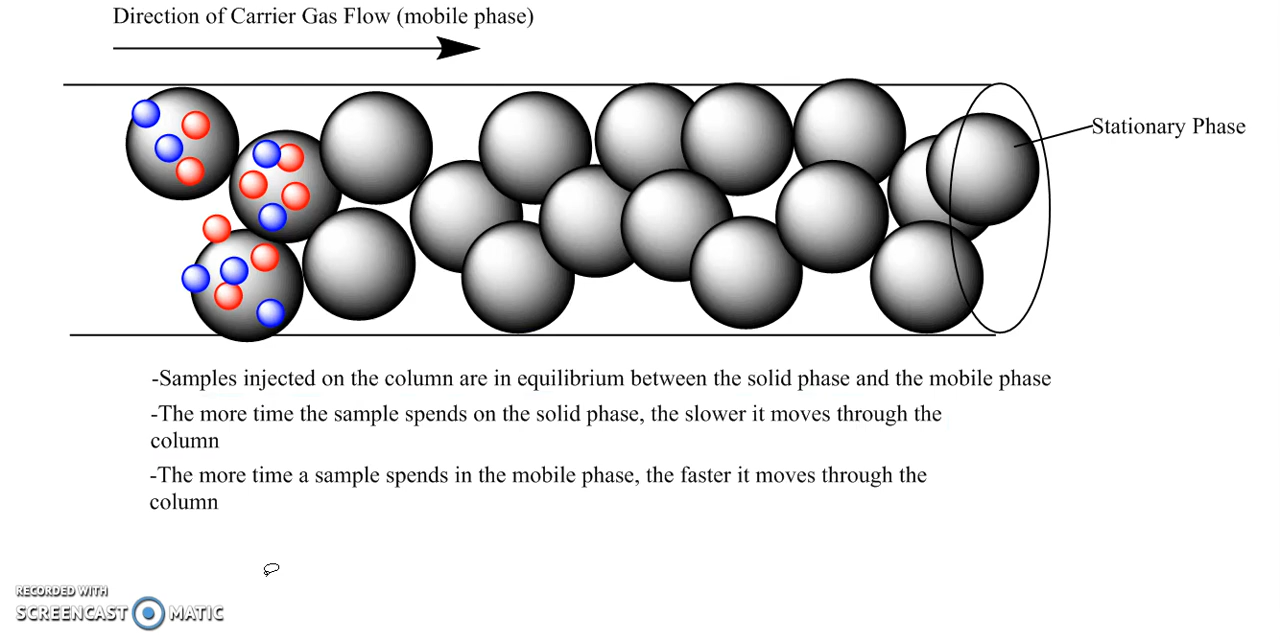 Direction of Carrier Gas Flow (mobile phase)
Stationary Phase
-Samples injected on the column are in equilibrium between the solid phase and the mobile phase
-The more time the sample spends on the solid phase, the slower it moves through the
column
-The more time a sample spends in the mobile phase, the faster it moves through the
column
RECORDED WITH
SCREENCAST MATIC